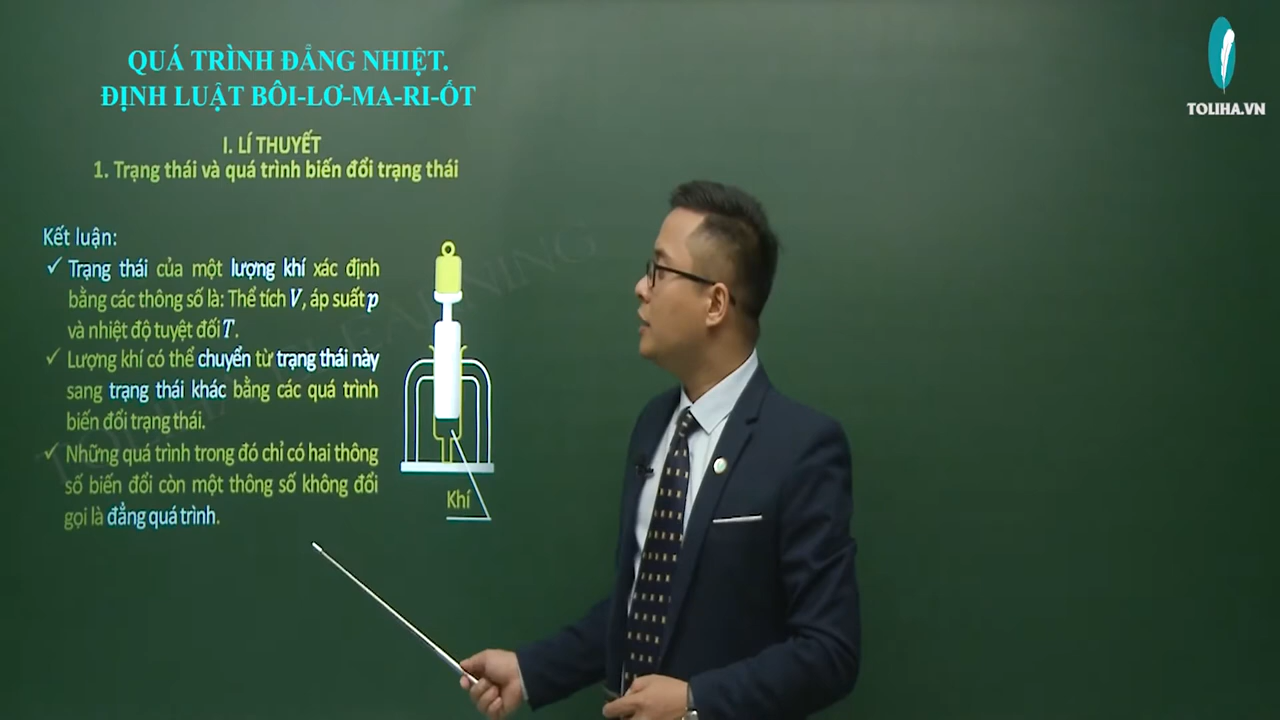 QUÁ TRÌNH ĐẲNG NHIỆT.
ĐỊNH LUẬT BÔI-LƠ-MA-RI-ỐT
I. LÍ THUYẾT
1. Trạng thái và quá trình biến đổi trạng thái
Kết luận:
✓ Trạng thái của một lượng khí xác định
bằng các thông số là: Thể tích V, áp suất p
và nhiệt độ tuyệt đối T.
✓ Lượng khí có thể chuyển từ trạng thái này
sang trạng thái khác bằng các quá trình
biến đổi trạng thái.
✓ Những quá trình trong đó chỉ có hai thông
số biến đổi còn một thông số không đổi
gọi là đẳng quá trình.
Khí
TOLIHA.VN